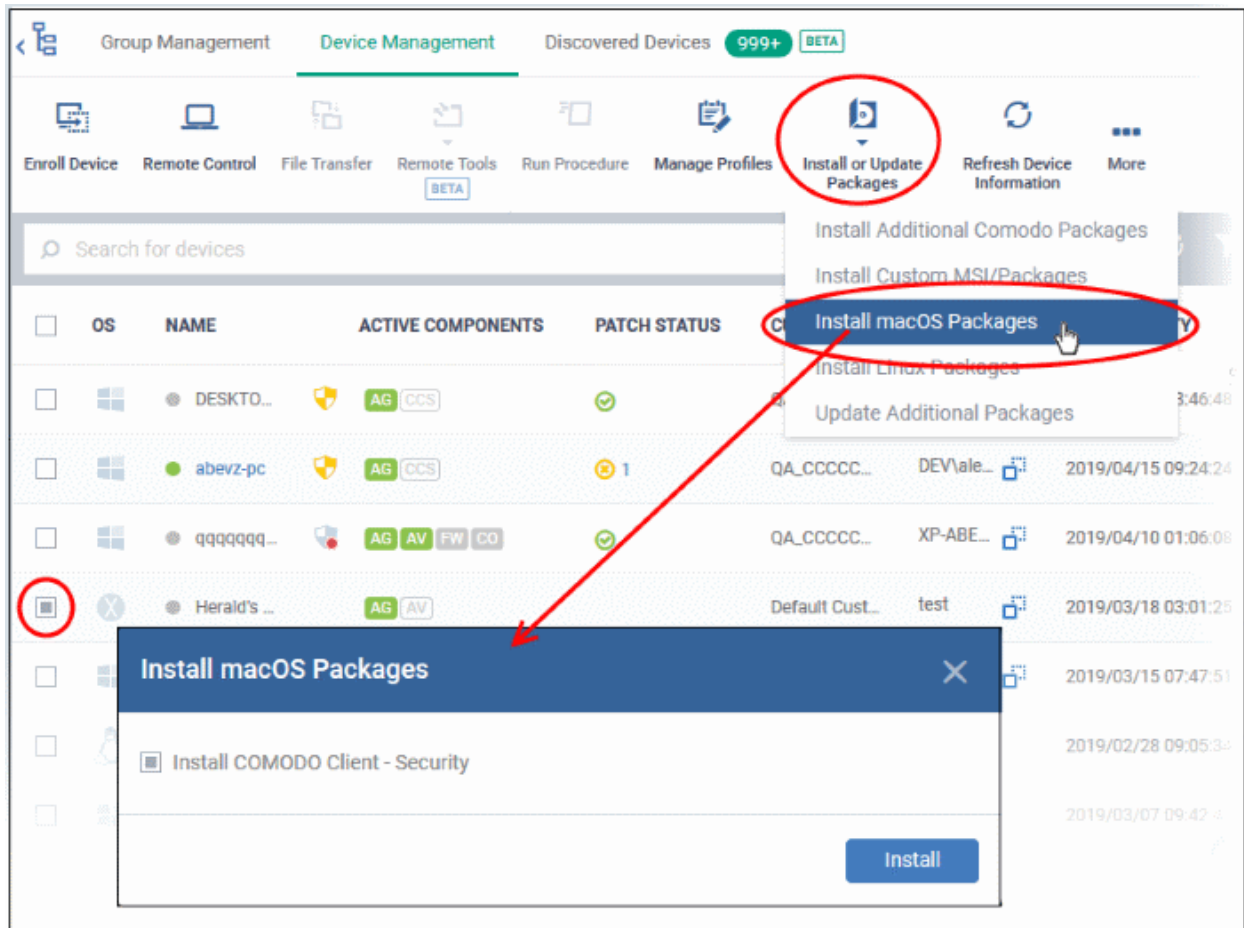 Group Management Device Management Discovered Devices 999+ BETA
Enroll Device Remote Control File Transfer Remote Tools BETA Run Procedure Manage Profiles Install or Update Packages Refresh Device Information More
Search for devices
Install Additional Comodo Packages
Install Custom MSI/Packages
Install macOS Packages
Install Linux Packages
Update Additional Packages
OS NAME ACTIVE COMPONENTS PATCH STATUS
DESKTO... AG CCS 3:46:48
abevz-pc AG CCS 1 QA_CCCCC... DEV\ale... 2019/04/15 09:24:24
qqqqqqq... AG AV FW CO QA_CCCCC... XP-ABE... 2019/04/10 01:06:08
Herald's ... AG AV Default Cust... test 2019/03/18 03:01:25
2019/03/15 07:47:51
2019/02/28 09:05:34
2019/03/07 09:42
Install macOS Packages
Install COMODO Client - Security
Install